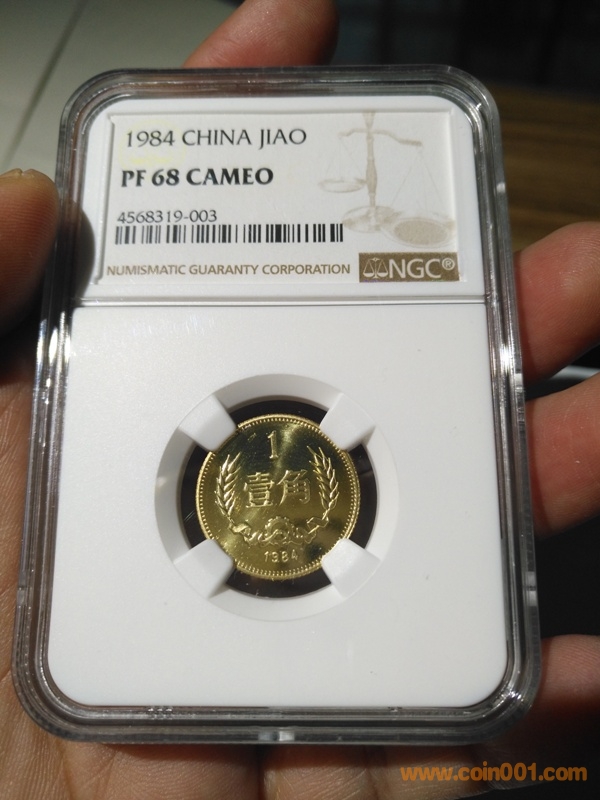 1984 CHINA JIAO
PF 68 CAMEO
4568319-003
NUMISMATIC GUARANTY CORPORATION
NGC®
1
壹角
1984
www.coin001.com